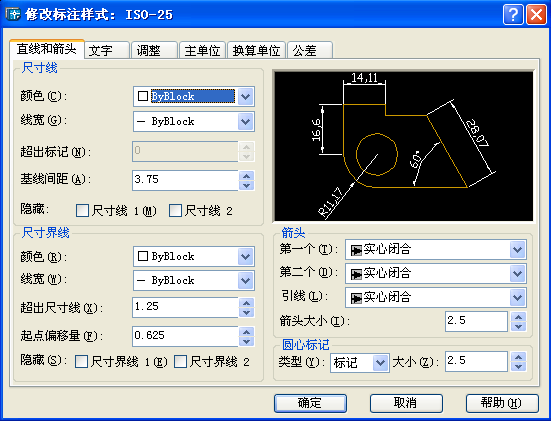 修改标注样式: ISO-25
直线和箭头 文字 调整 主单位 换算单位 公差
尺寸线
颜色(C): ByBlock
线宽(G): ByBlock
超出标记(N): 0
基线间距(A): 3.75
隐藏: 尺寸线 1(M) 尺寸线 2
尺寸界线
颜色(R): ByBlock
线宽(W): ByBlock
超出尺寸线(X): 1.25
起点偏移量(F): 0.625
隐藏(S): 尺寸界线 1(E) 尺寸界线 2
14,11
16,6
28,07
60°
R11,17
箭头
第一个(T): 实心闭合
第二个(D): 实心闭合
引线(L): 实心闭合
箭头大小(I): 2.5
圆心标记
类型(Y): 标记 大小(Z): 2.5
确定 取消 帮助(H)